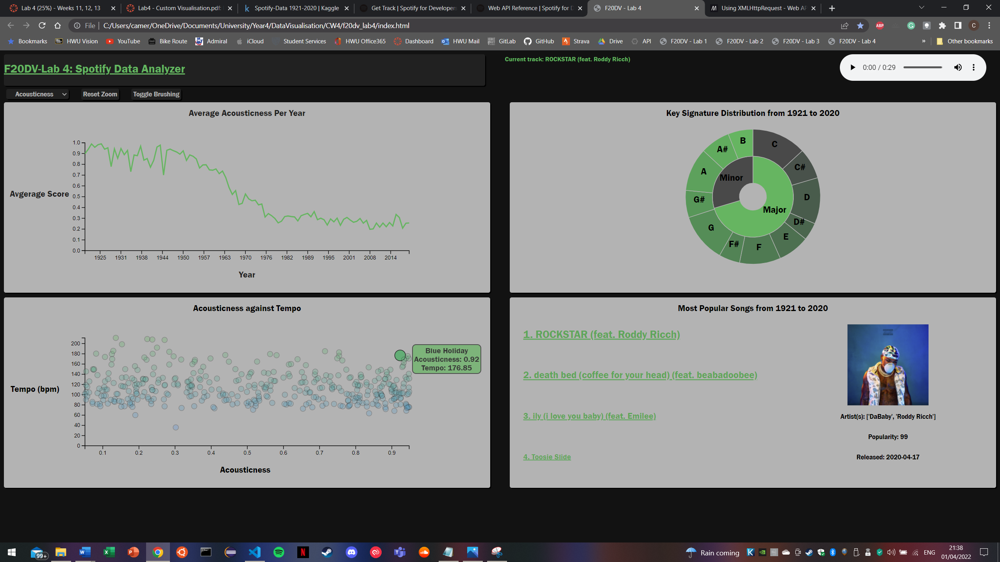 Lab 4 (25%) - Weeks 11, 12, 13
Lab4 - Custom Visualisation.pdf:
Spotify-Data 1921-2020 | Kaggle
Get Track | Spotify for Developers
Web API Reference | Spotify for D
F20DV - Lab 4
Using XMLHttpRequest - Web AP
File
C:/Users/camer/OneDrive/Documents/University/Year4/DataVisualisation/CW4/f20dv_lab4/index.html
ABP
C
Bookmarks
Bb HWU Vision
YouTube
Bike Route
Admiral
iCloud
Student Services
HWU Office365
Dashboard
HWU Mail
GitLab
GitHub
Strava
Drive
API
F20DV - Lab 1
F20DV - Lab 2
F20DV - Lab 3
F20DV - Lab 4
»
Other bookmarks
F20DV-Lab 4: Spotify Data Analyzer
Current track: ROCKSTAR (feat. Roddy Ricch)
0:00 / 0:29
Acousticness
Reset Zoom
Toggle Brushing
Average Acousticness Per Year
1.0
0.9
0.8
0.7
0.6
0.5
0.4
0.3
0.2
0.1
0.0
Avgerage Score
1925 1931 1938 1944 1950 1957 1963 1970 1976 1982 1989 1995 2001 2008 2014
Year
Key Signature Distribution from 1921 to 2020
B
C
A#
C#
A
Minor
G#
D
Major
D#
G
E
F#
F
Acousticness against Tempo
200
180
160
140
120
100
80
60
40
20
0
Tempo (bpm)
Blue Holiday
Acousticness: 0.92
Tempo: 176.85
0.1 0.2 0.3 0.4 0.5 0.6 0.7 0.8 0.9
Acousticness
Most Popular Songs from 1921 to 2020
1. ROCKSTAR (feat. Roddy Ricch)
2. death bed (coffee for your head) (feat. beabadoobee)
3. ily (i love you baby) (feat. Emilee)
4. Toosie Slide
Artist(s): ['DaBaby', 'Roddy Ricch']
Popularity: 99
Released: 2020-04-17
99+
Rain coming
ENG
21:38
01/04/2022